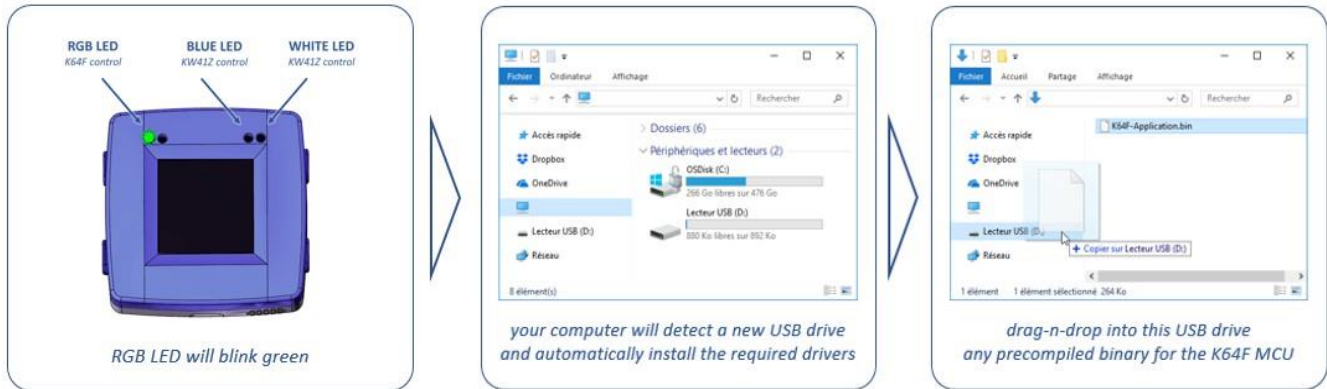 RGB LED
K64F control
BLUE LED
KW41Z control
WHITE LED
KW41Z control
RGB LED will blink green
Fichier Ordinateur Affichage
Rechercher
Accès rapide
Dropbox
OneDrive
Lecteur USB (D:)
Réseau
Dossiers (6)
Périphériques et lecteurs (2)
OSDisk (C:)
266 Go libres sur 476 Go
Lecteur USB (D:)
880 Ko libres sur 892 Ko
8 élément(s)
your computer will detect a new USB drive
and automatically install the required drivers
Fichier Accueil Partage Affichage
Rechercher
Accès rapide
Dropbox
OneDrive
Lecteur USB (D:)
Réseau
K64F-Application.bin
+ Copier sur Lecteur USB (D:)
1 élément 1 élément sélectionné 264 Ko
drag-n-drop into this USB drive
any precompiled binary for the K64F MCU